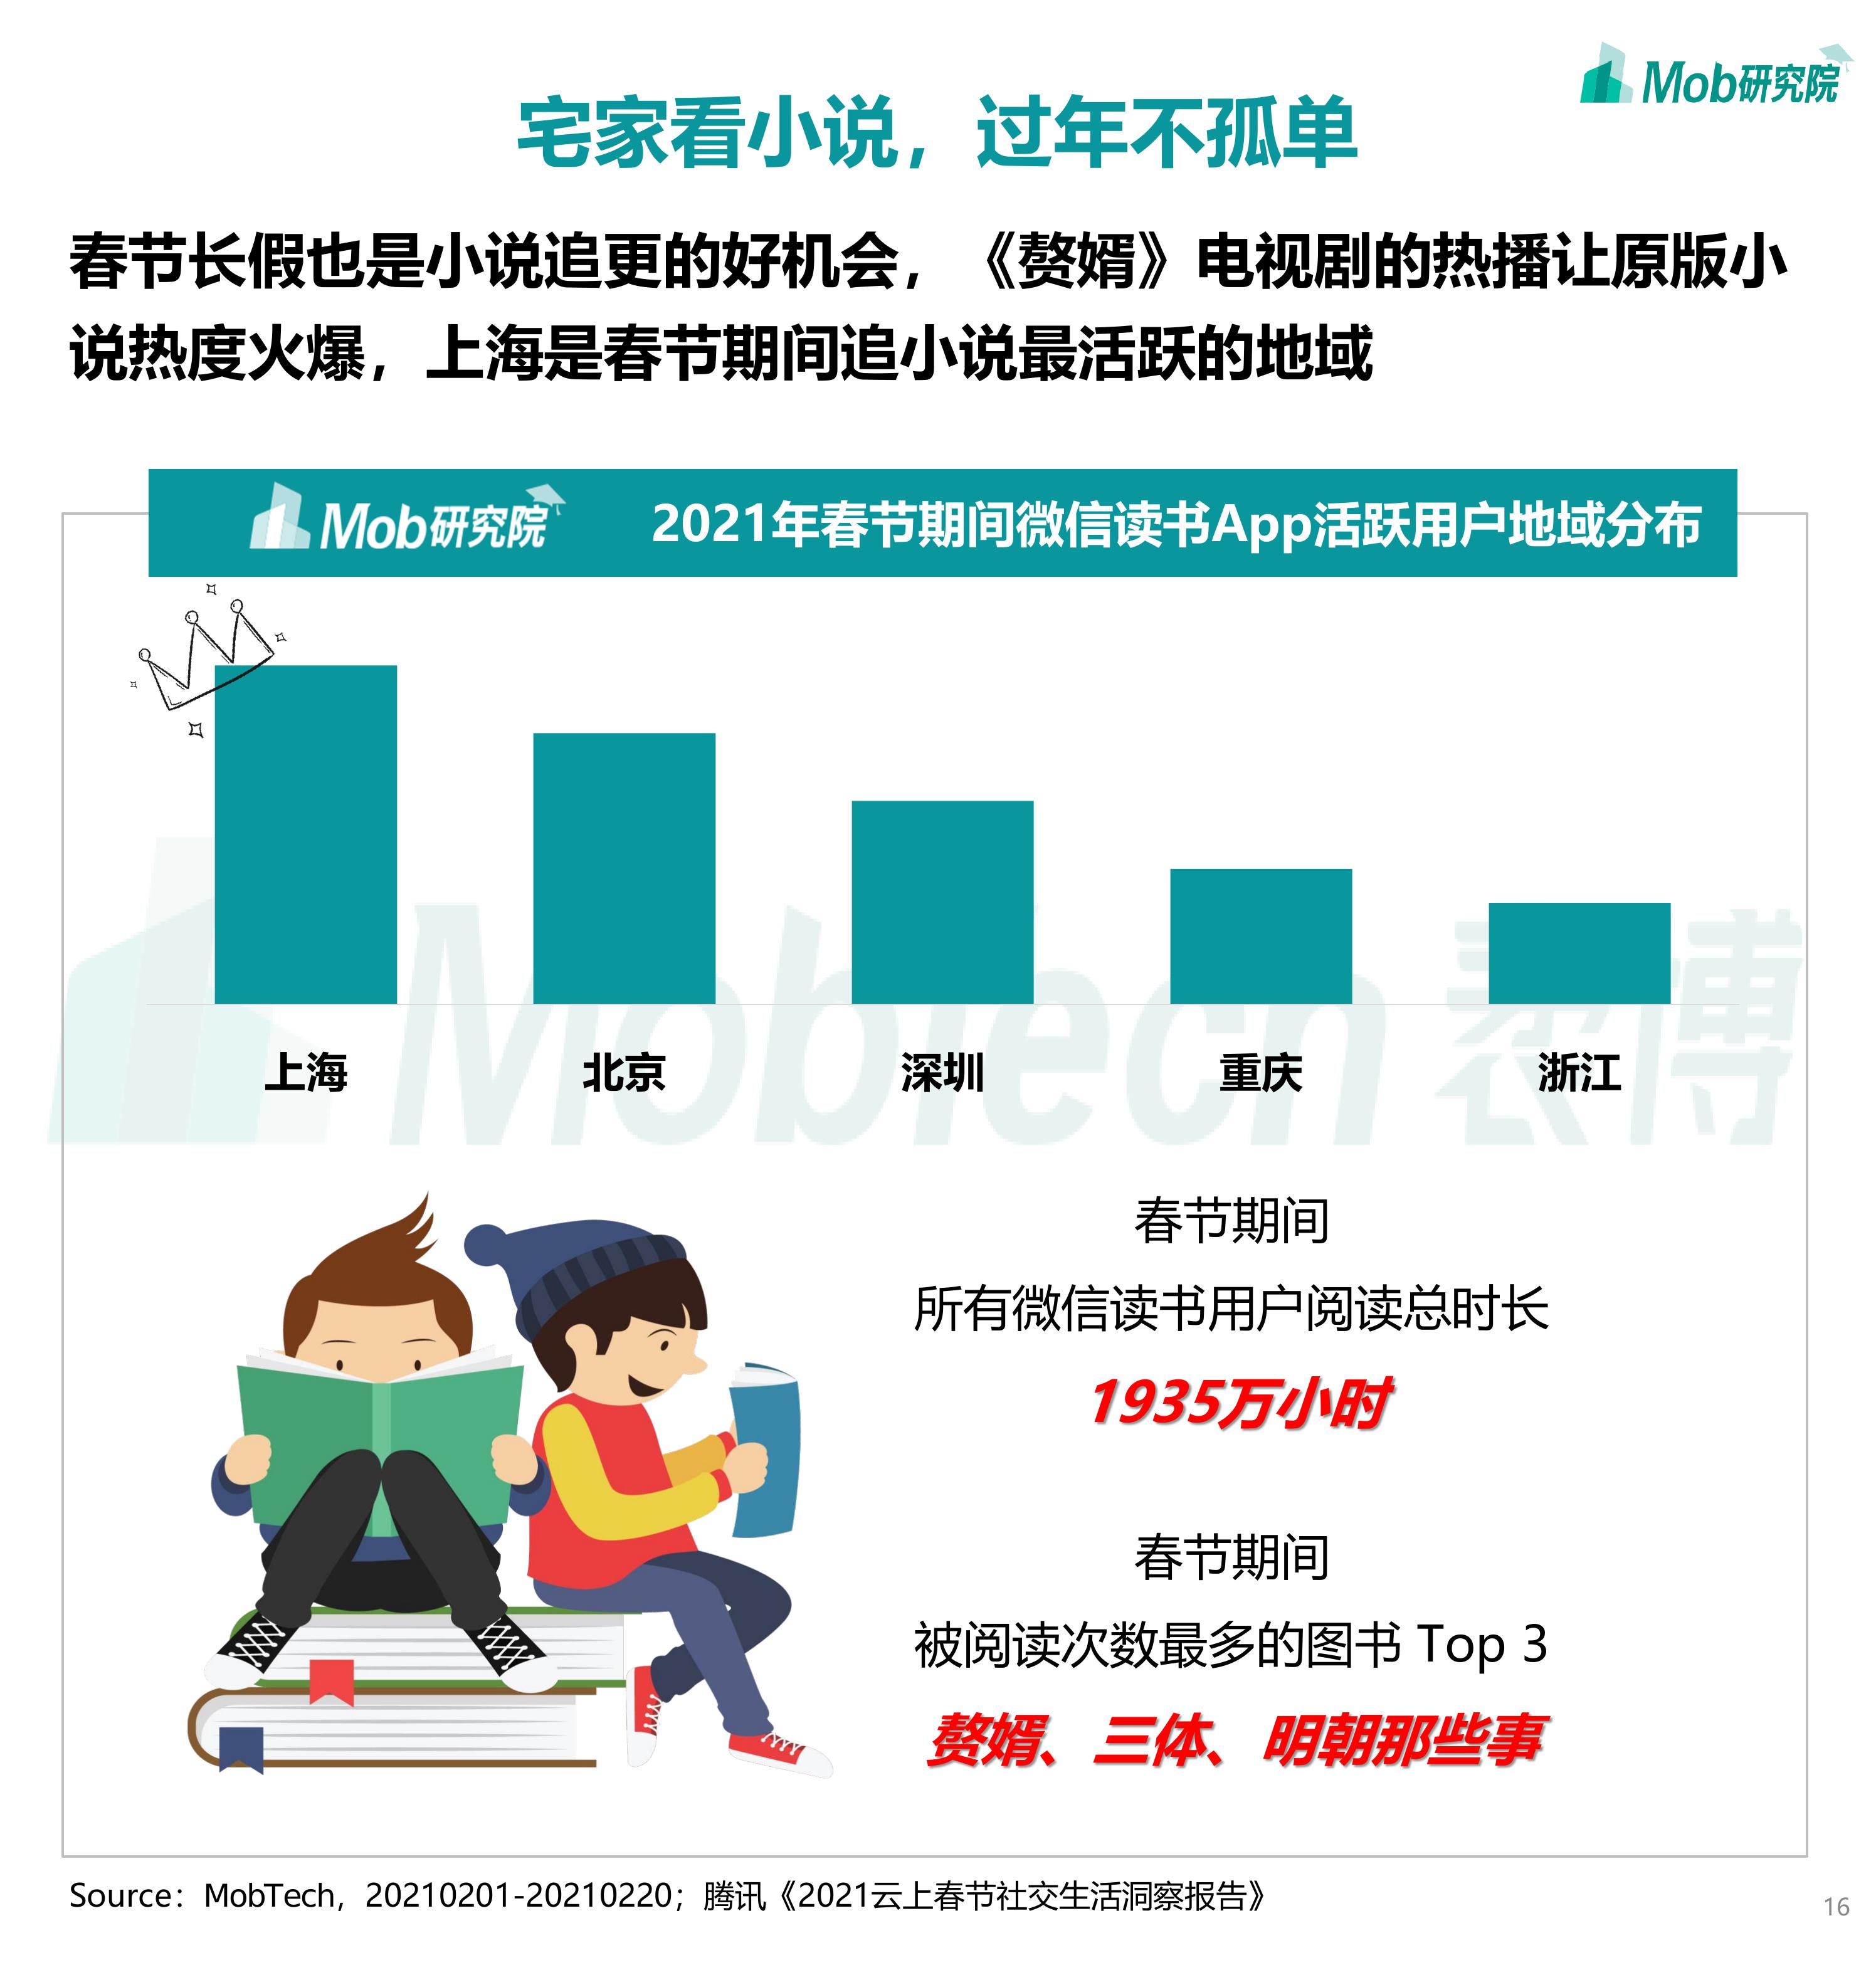 Mob研究院
宅家看小说，过年不孤单
春节长假也是小说追更的好机会，《赘婿》电视剧的热播让原版小
说热度火爆，上海是春节期间追小说最活跃的地域
Mob研究院
2021年春节期间微信读书App活跃用户地域分布
上海
北京
深圳
重庆
浙江
MobTech 袤博
春节期间
所有微信读书用户阅读总时长
1935万小时
春节期间
被阅读次数最多的图书 Top 3
赘婿、三体、明朝那些事
Source：MobTech，20210201-20210220；腾讯《2021云上春节社交生活洞察报告》
16